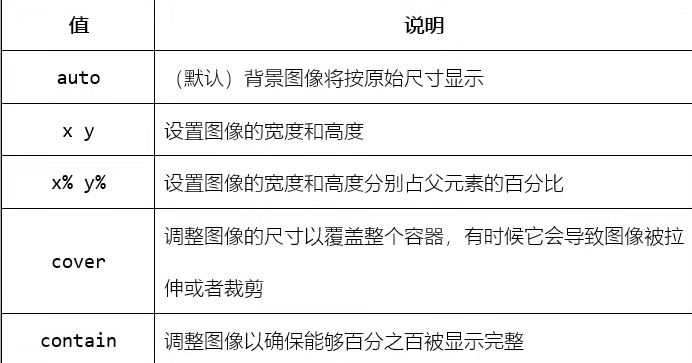 值 说明
auto （默认）背景图像将按原始尺寸显示
x y 设置图像的宽度和高度
x% y% 设置图像的宽度和高度分别占父元素的百分比
cover 调整图像的尺寸以覆盖整个容器，有时候它会导致图像被拉
伸或者裁剪
contain 调整图像以确保能够百分之百被显示完整